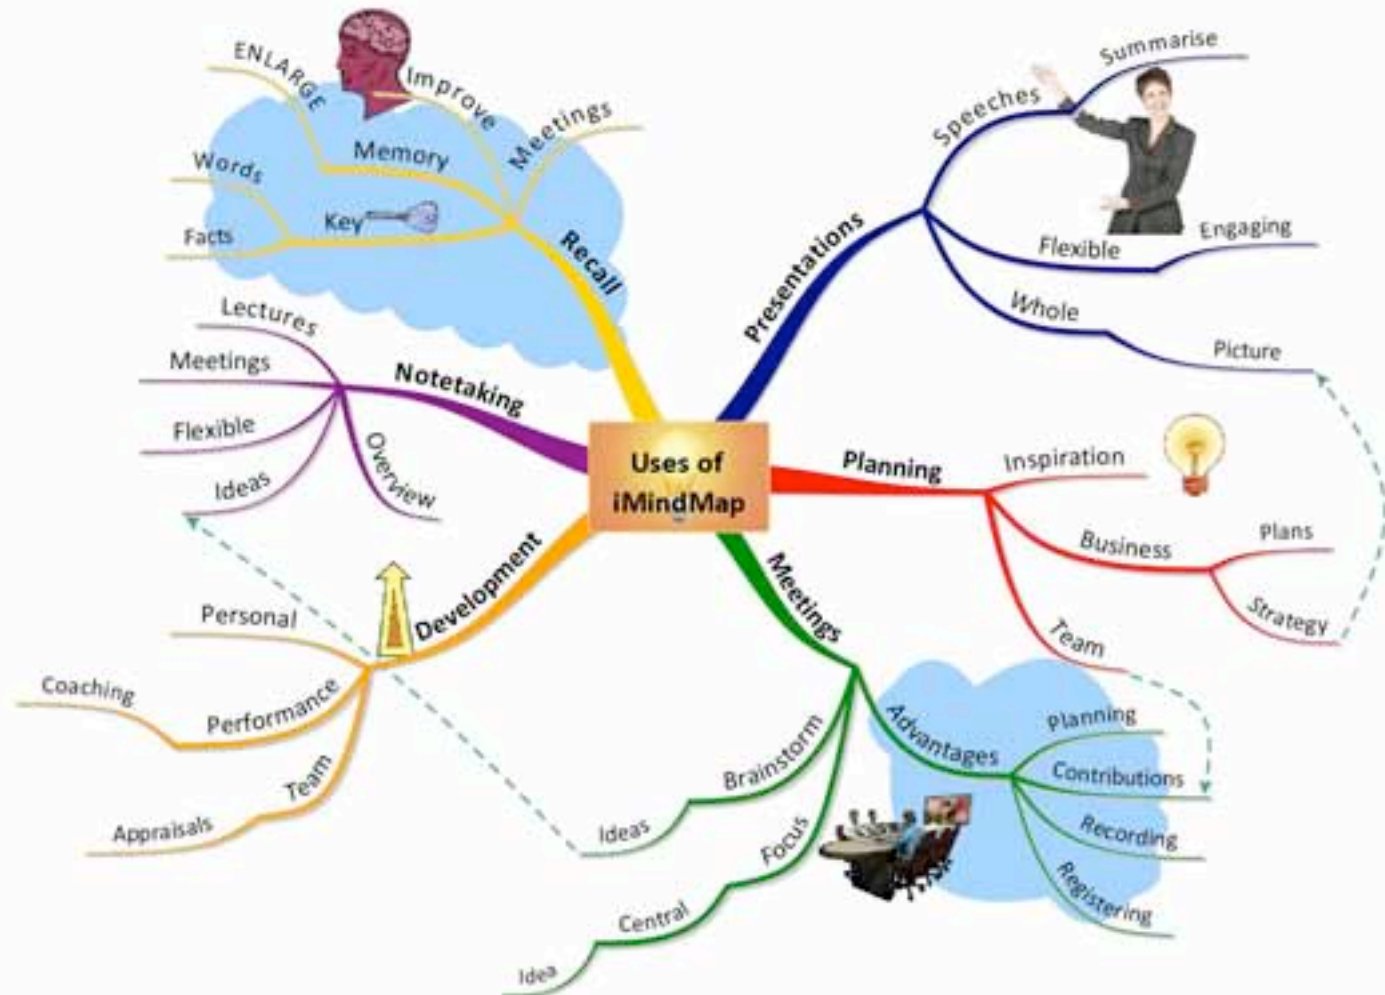 Uses of
iMindMap
Presentations
Speeches
Summarise
Flexible
Engaging
Whole
Picture
Planning
Inspiration
Business
Plans
Strategy
Team
Meetings
Advantages
Planning
Contributions
Recording
Registering
Brainstorm
Ideas
Focus
Central
Idea
Development
Personal
Performance
Coaching
Team
Appraisals
Notetaking
Lectures
Meetings
Flexible
Ideas
Overview
Recall
Memory
ENLARGE
Improve
Meetings
Key
Words
Facts